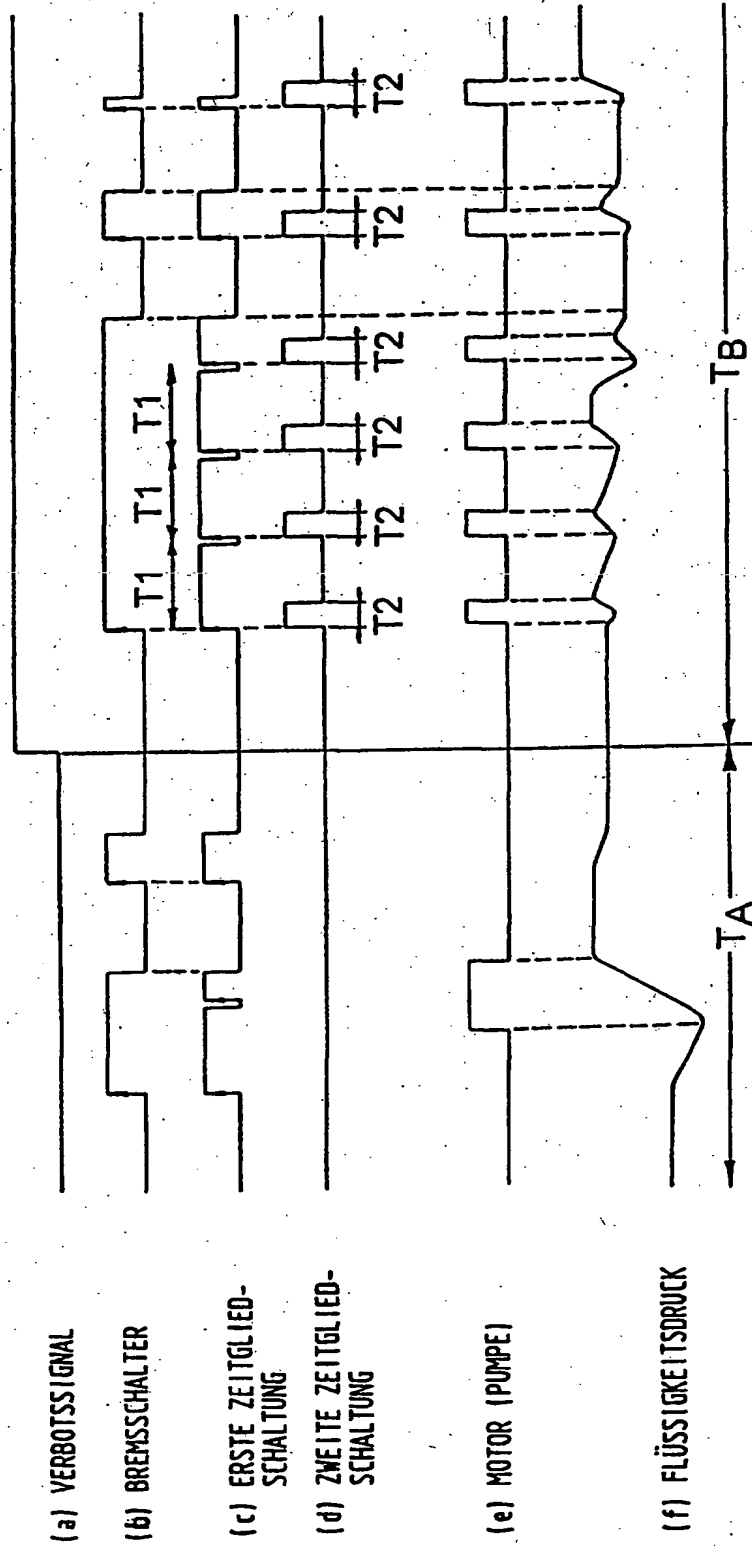 (a) VERBOTSSIGNAL
(b) BREMSSCHALTER
T1 T1 T1
(c) ERSTE ZEITGLIED-
SCHALTUNG
(d) ZWEITE ZEITGLIED-
SCHALTUNG
T2 T2 T2 T2 T2 T2
(e) MOTOR (PUMPE)
(f) FLÜSSIGKEITSDRUCK
TA TB